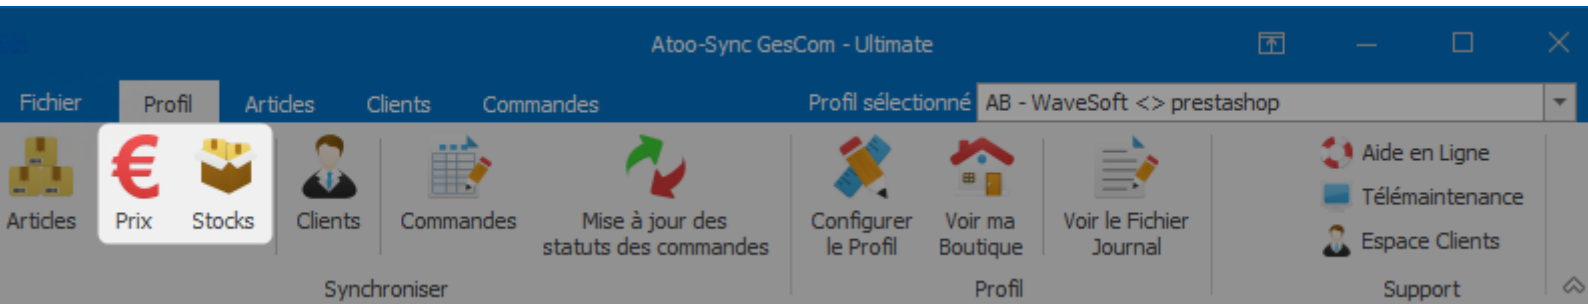 Atoo-Sync GesCom - Ultimate
Fichier Profil Articles Clients Commandes Profil sélectionné AB - WaveSoft <> prestashop
Articles Prix Stocks Clients Commandes Mise à jour des statuts des commandes Configurer le Profil Voir ma Boutique Voir le Fichier Journal
Aide en Ligne
Télémaintenance
Espace Clients
Synchroniser Profil Support